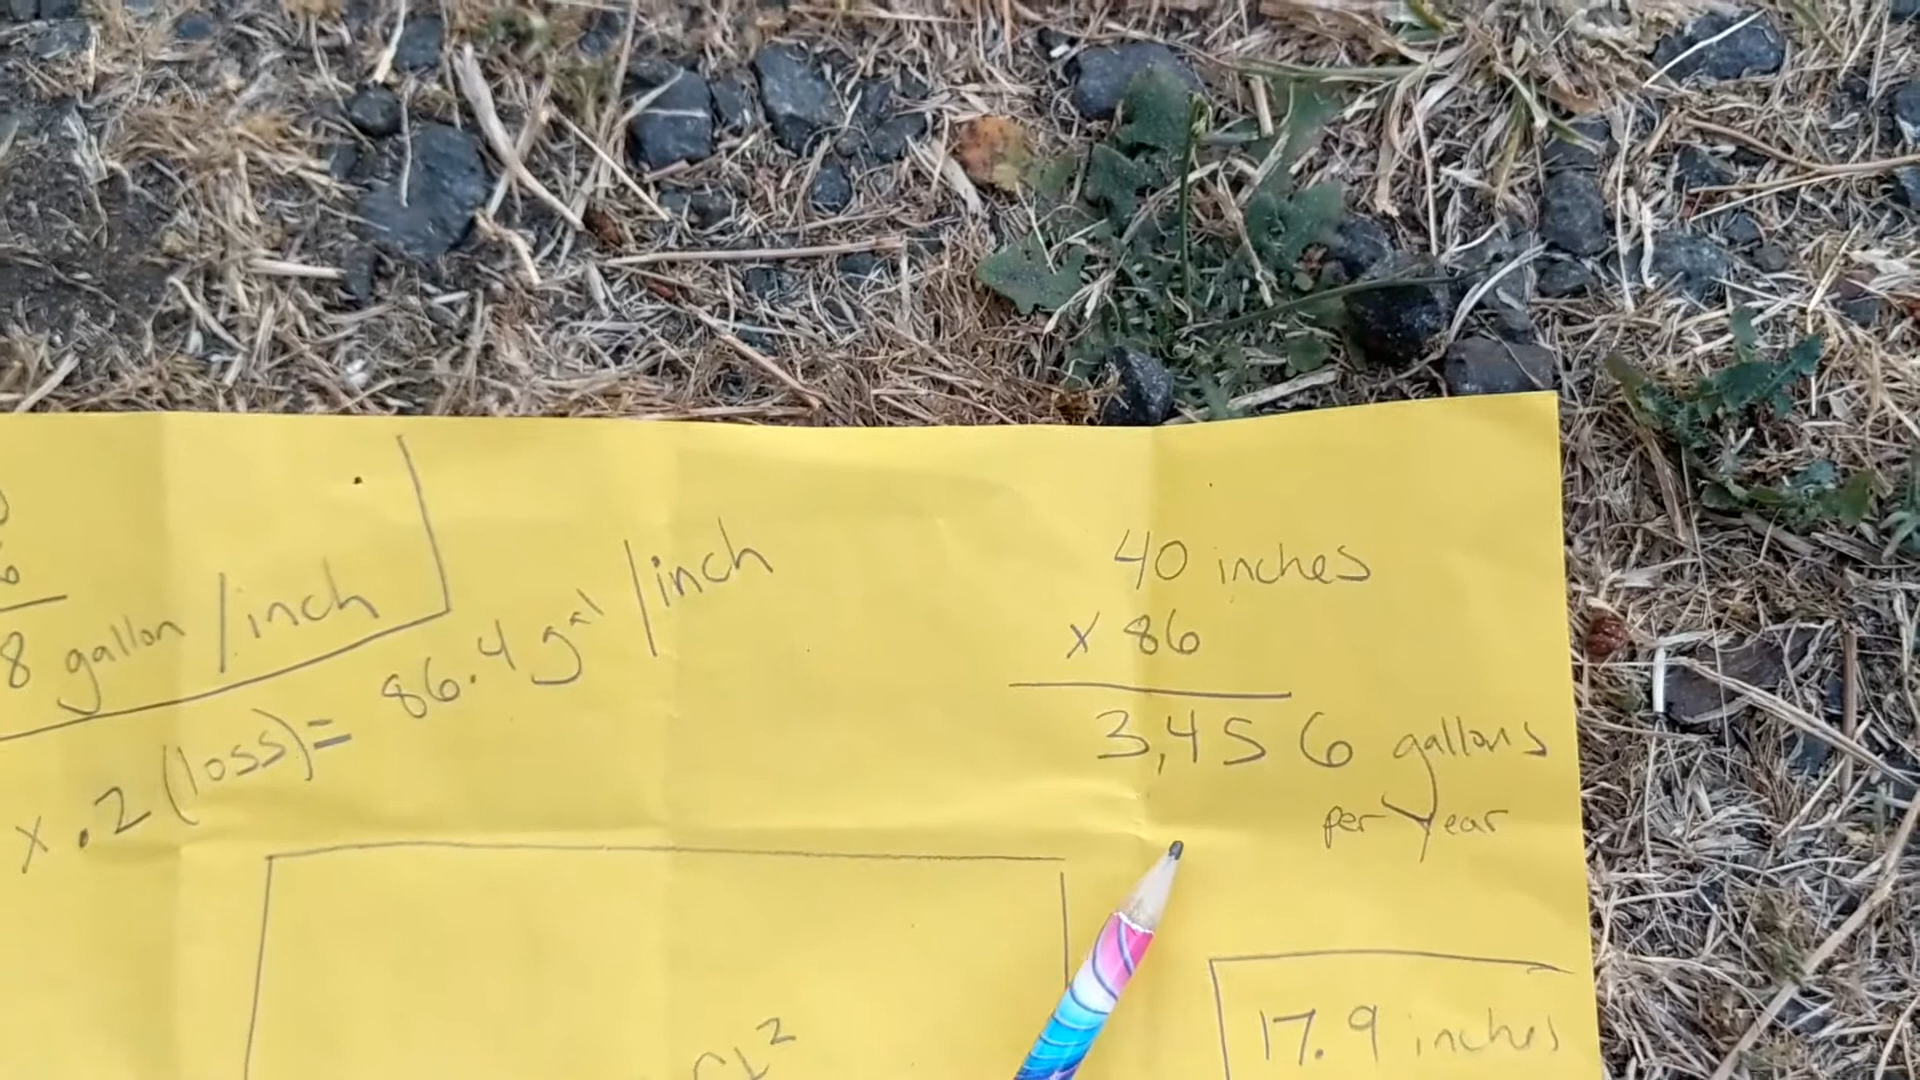 8 gallon/inch
x .2 (loss) = 86.4 gal/inch
40 inches
x 86
3,456 gallons
per year
17.9 inches